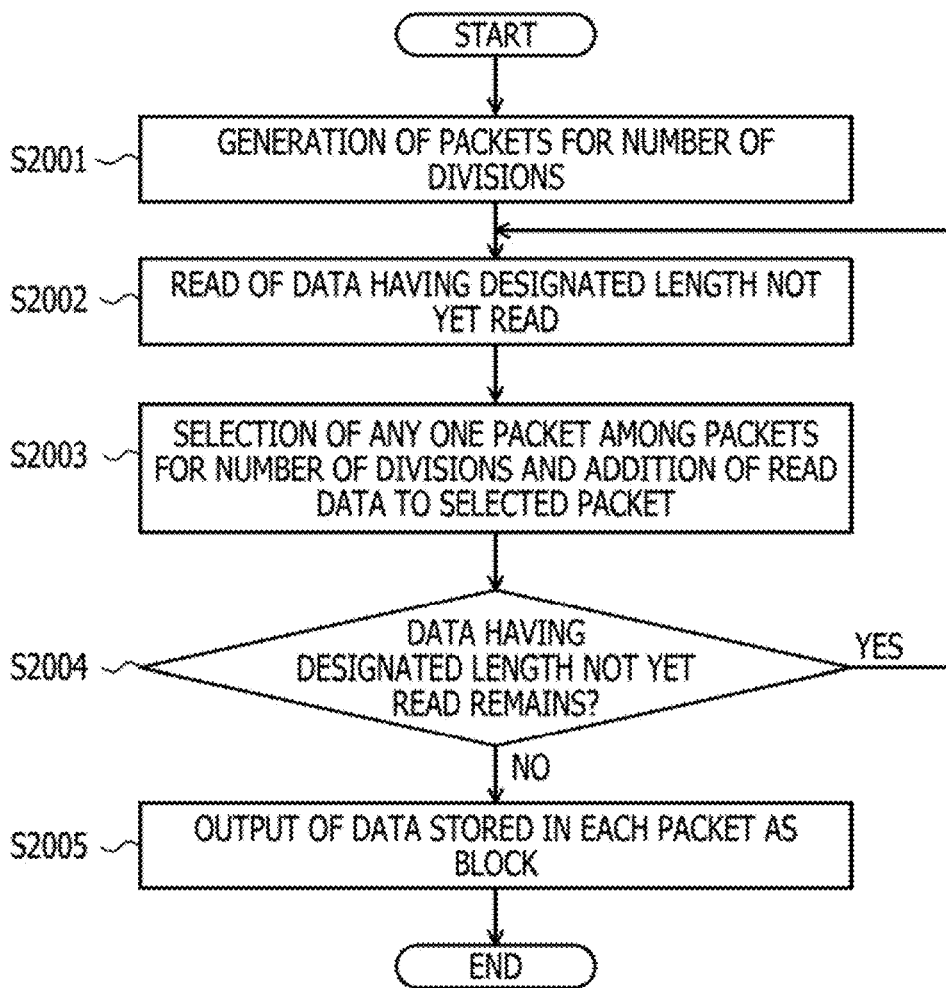 START
S2001
GENERATION OF PACKETS FOR NUMBER OF
DIVISIONS
S2002
READ OF DATA HAVING DESIGNATED LENGTH NOT
YET READ
S2003
SELECTION OF ANY ONE PACKET AMONG PACKETS
FOR NUMBER OF DIVISIONS AND ADDITION OF READ
DATA TO SELECTED PACKET
S2004
DATA HAVING
DESIGNATED LENGTH NOT YET
READ REMAINS?
YES
NO
S2005
OUTPUT OF DATA STORED IN EACH PACKET AS
BLOCK
END